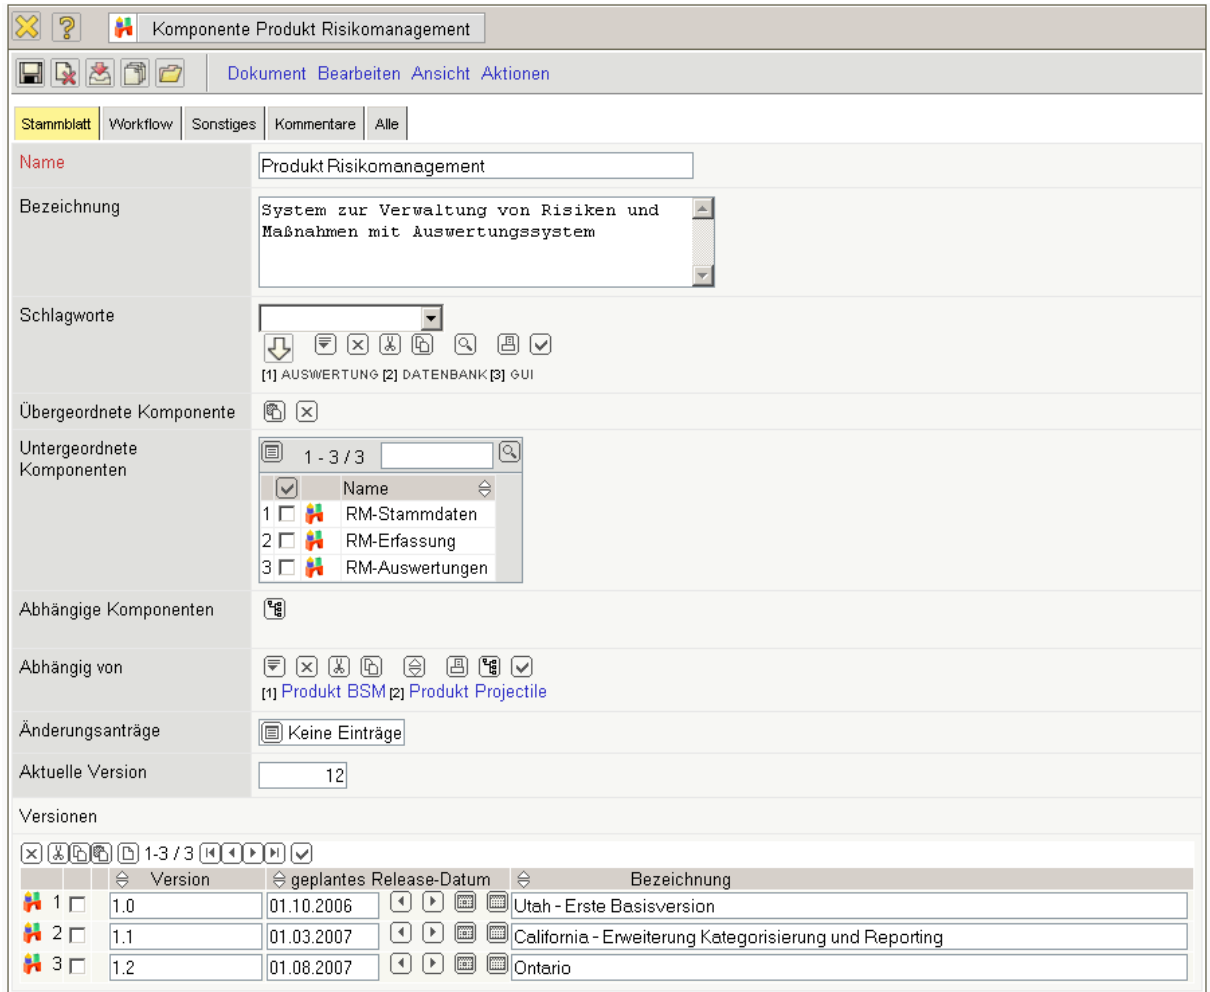 Komponente Produkt Risikomanagement
Dokument Bearbeiten Ansicht Aktionen
Stammblatt Workflow Sonstiges Kommentare Alle
Name Produkt Risikomanagement
Bezeichnung System zur Verwaltung von Risiken und
Maßnahmen mit Auswertungssystem
Schlagworte
[1] AUSWERTUNG [2] DATENBANK [3] GUI
Übergeordnete Komponente
Untergeordnete
Komponenten
1 - 3 / 3
Name
1 RM-Stammdaten
2 RM-Erfassung
3 RM-Auswertungen
Abhängige Komponenten
Abhängig von
[1] Produkt BSM [2] Produkt Projectile
Änderungsanträge Keine Einträge
Aktuelle Version 12
Versionen
1-3 / 3
Version geplantes Release-Datum Bezeichnung
1 1.0 01.10.2006 Utah - Erste Basisversion
2 1.1 01.03.2007 California - Erweiterung Kategorisierung und Reporting
3 1.2 01.08.2007 Ontario